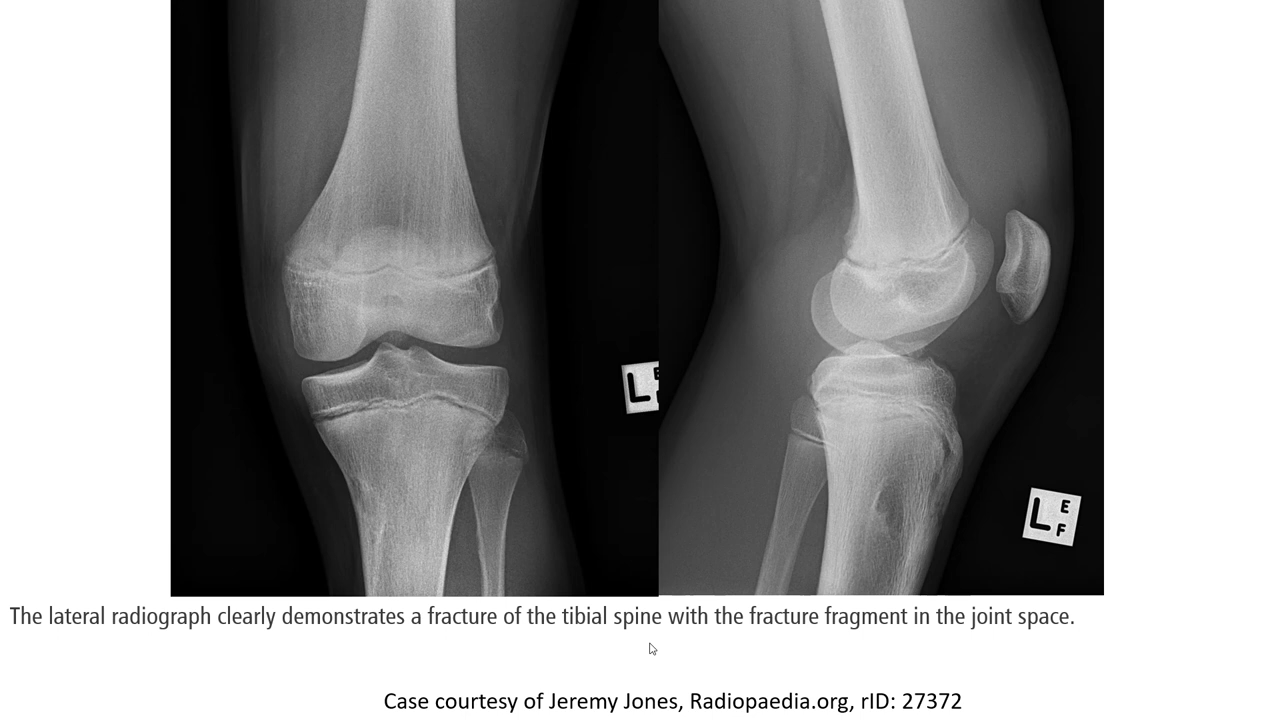 L E
L E F
The lateral radiograph clearly demonstrates a fracture of the tibial spine with the fracture fragment in the joint space.
Case courtesy of Jeremy Jones, Radiopaedia.org, rID: 27372